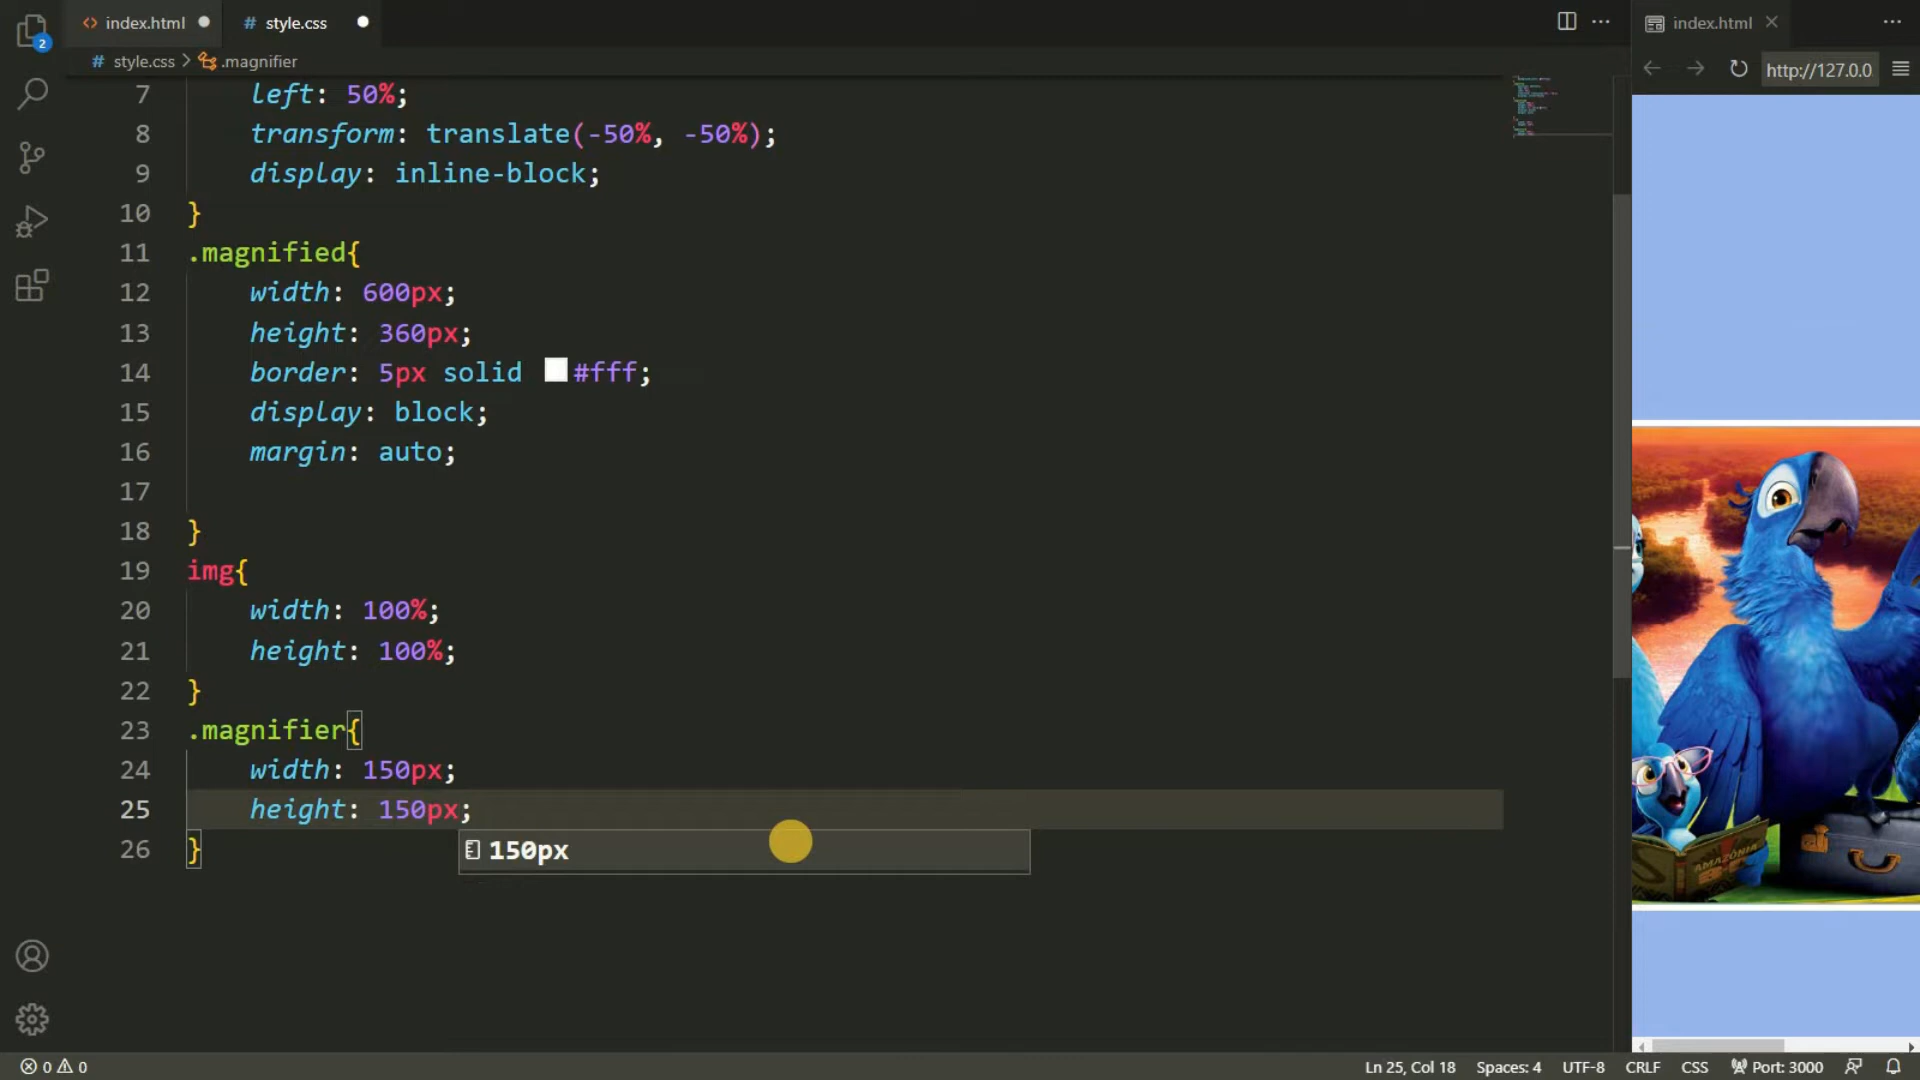 index.html
# style.css
index.html
# style.css > .magnifier
http://127.0.0
2
7 left: 50%;
8 transform: translate(-50%, -50%);
9 display: inline-block;
10 }
11 .magnified{
12 width: 600px;
13 height: 360px;
14 border: 5px solid #fff;
15 display: block;
16 margin: auto;
17
18 }
19 img{
20 width: 100%;
21 height: 100%;
22 }
23 .magnifier{
24 width: 150px;
25 height: 150px;
26 }
150px
AMAZÔNIA
0 0
Ln 25, Col 18 Spaces: 4 UTF-8 CRLF CSS Port: 3000